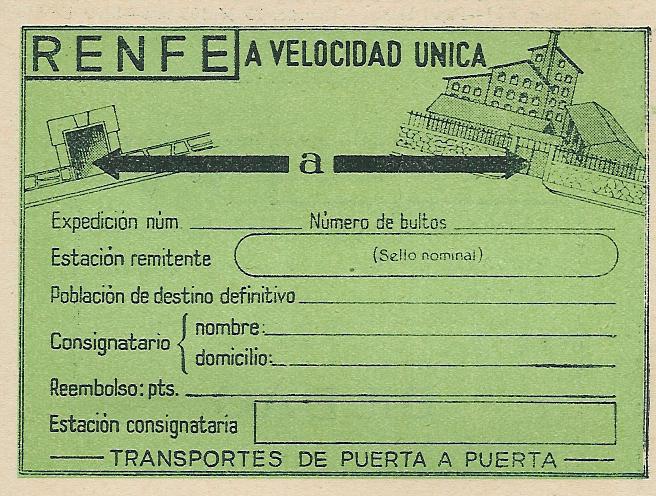 RENFE A VELOCIDAD UNICA
a
Expedición núm. Número de bultos
Estación remitente (Sello nominal)
Población de destino definitivo
Consignatario { nombre:
domicilio:
Reembolso: pts.
Estación consignataria
TRANSPORTES DE PUERTA A PUERTA